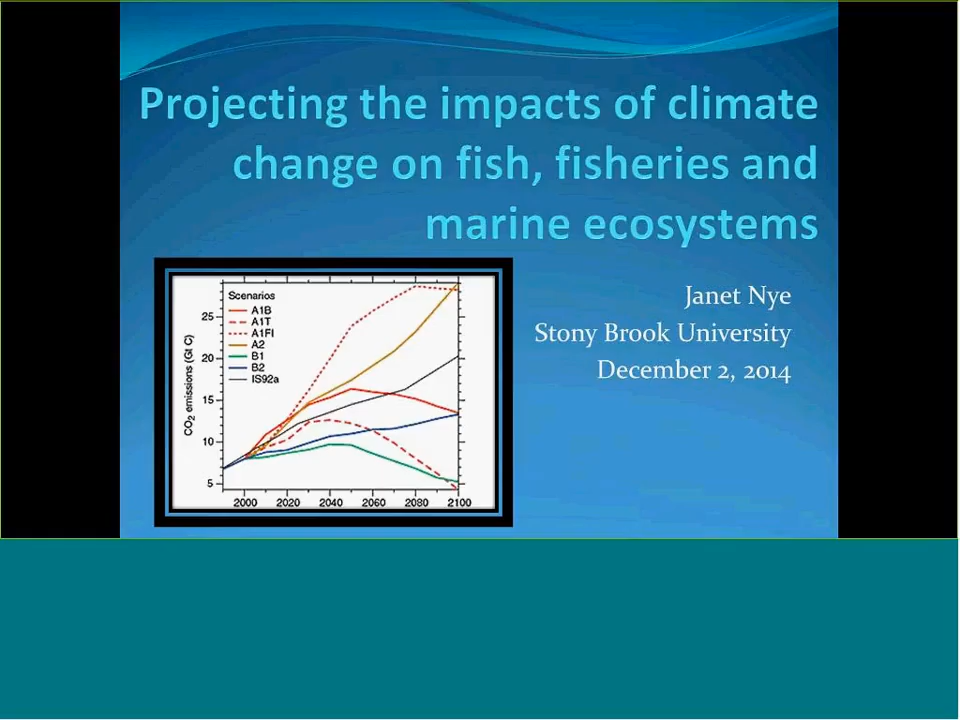 Projecting the impacts of climate
change on fish, fisheries and
marine ecosystems
Janet Nye
Stony Brook University
December 2, 2014
Scenarios
A1B
A1T
A1FI
A2
B1
B2
IS92a
CO2 emissions (Gt C)
25
20
15
10
5
2000 2020 2040 2060 2080 2100